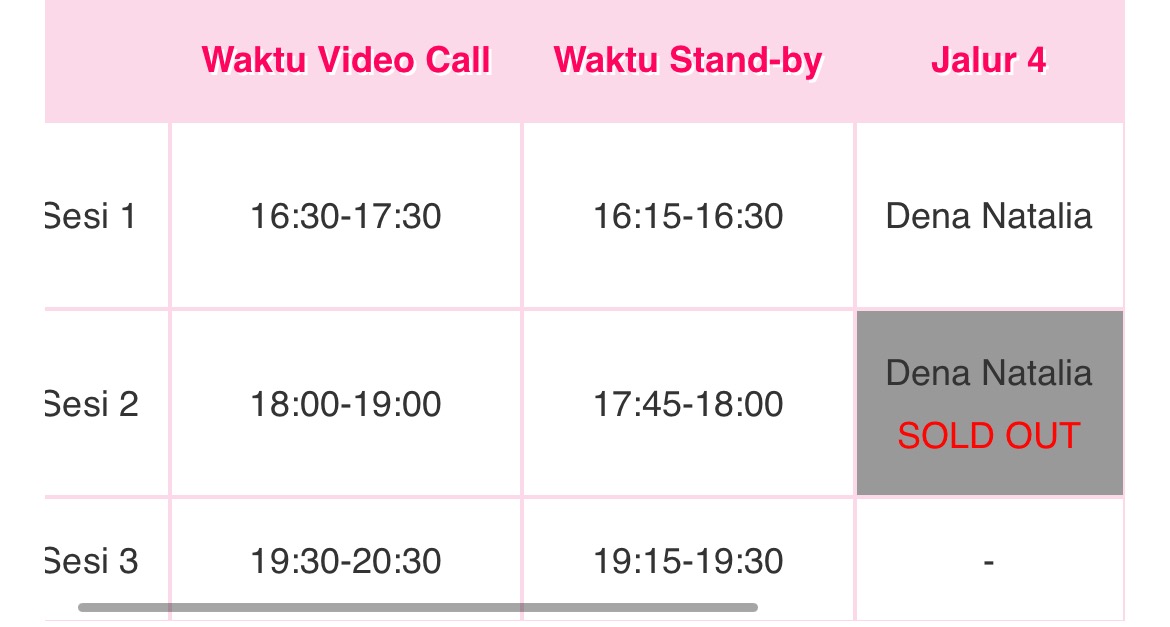 Waktu Video Call Waktu Stand-by Jalur 4
Sesi 1 16:30-17:30 16:15-16:30 Dena Natalia
Sesi 2 18:00-19:00 17:45-18:00 Dena Natalia
SOLD OUT
Sesi 3 19:30-20:30 19:15-19:30 -